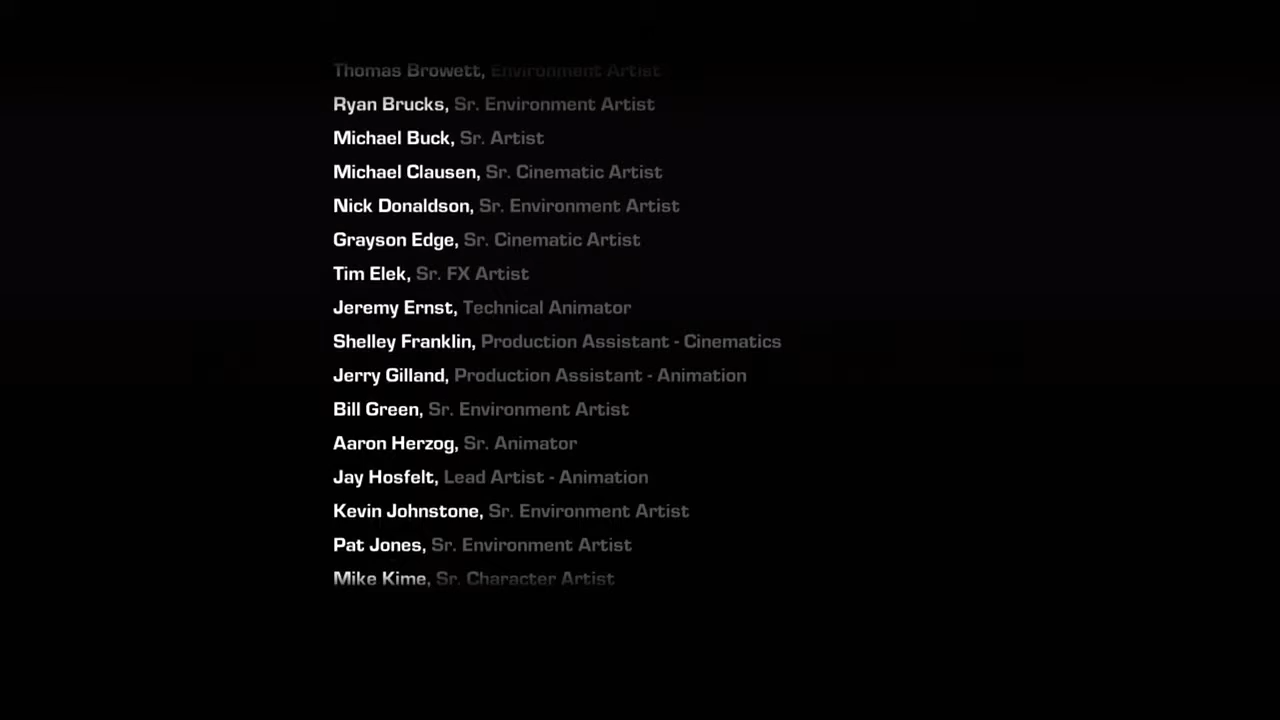 Thomas Browett, Environment Artist
Ryan Brucks, Sr. Environment Artist
Michael Buck, Sr. Artist
Michael Clausen, Sr. Cinematic Artist
Nick Donaldson, Sr. Environment Artist
Grayson Edge, Sr. Cinematic Artist
Tim Elek, Sr. FX Artist
Jeremy Ernst, Technical Animator
Shelley Franklin, Production Assistant - Cinematics
Jerry Gilland, Production Assistant - Animation
Bill Green, Sr. Environment Artist
Aaron Herzog, Sr. Animator
Jay Hosfelt, Lead Artist - Animation
Kevin Johnstone, Sr. Environment Artist
Pat Jones, Sr. Environment Artist
Mike Kime, Sr. Character Artist